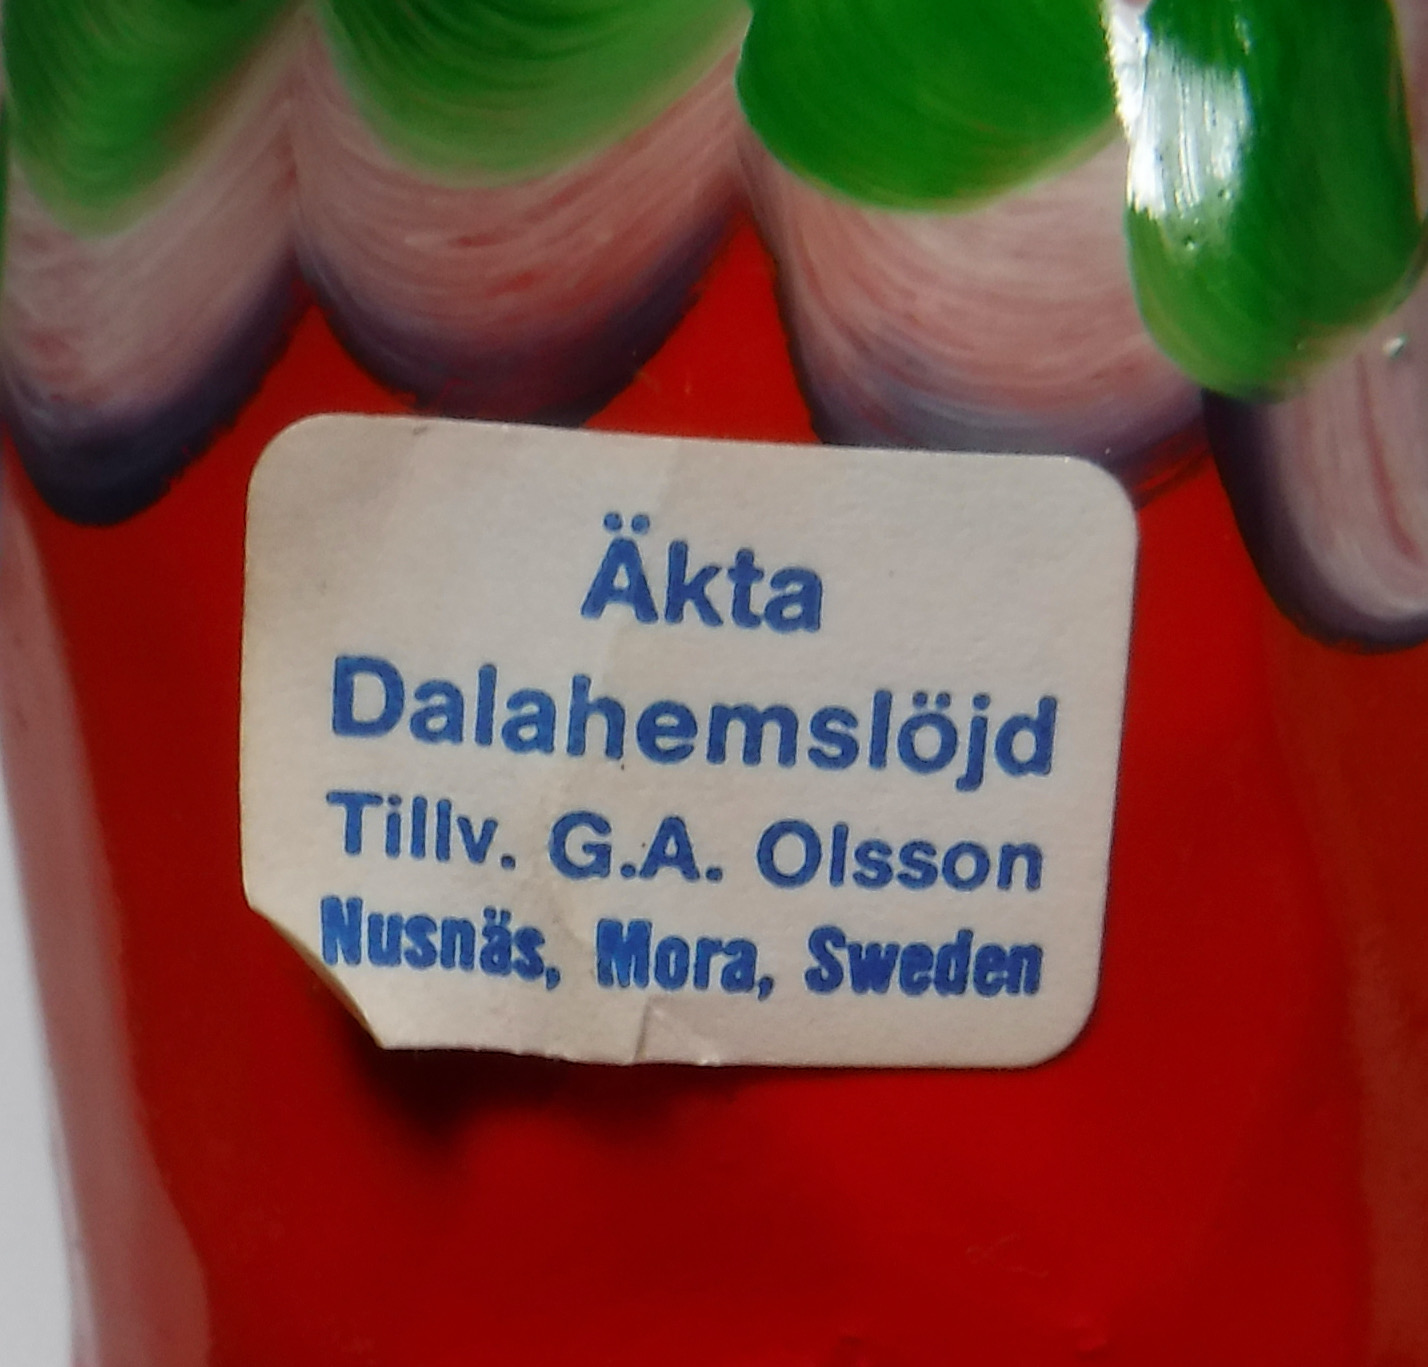 Äkta
Dalahemslöjd
Tillv. G.A. Olsson
Nusnäs, Mora, Sweden